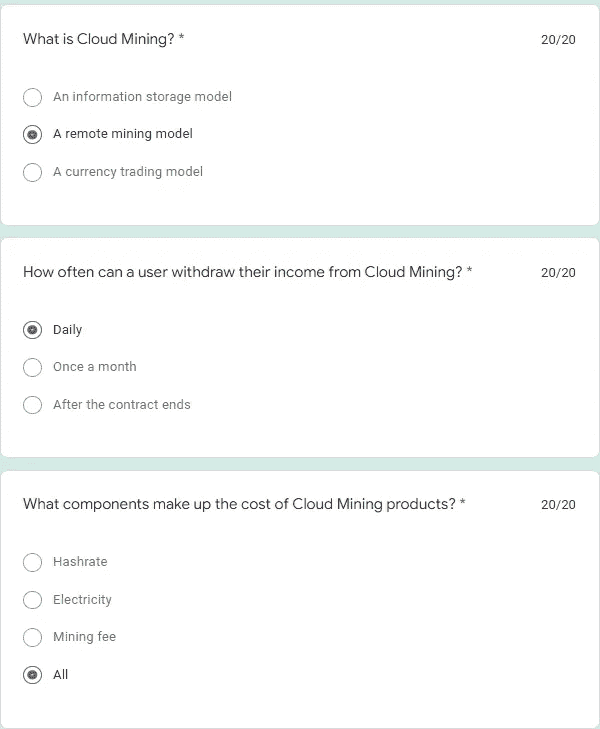 What is Cloud Mining? *
20/20
An information storage model
A remote mining model
A currency trading model
How often can a user withdraw their income from Cloud Mining? *
20/20
Daily
Once a month
After the contract ends
What components make up the cost of Cloud Mining products? *
20/20
Hashrate
Electricity
Mining fee
All